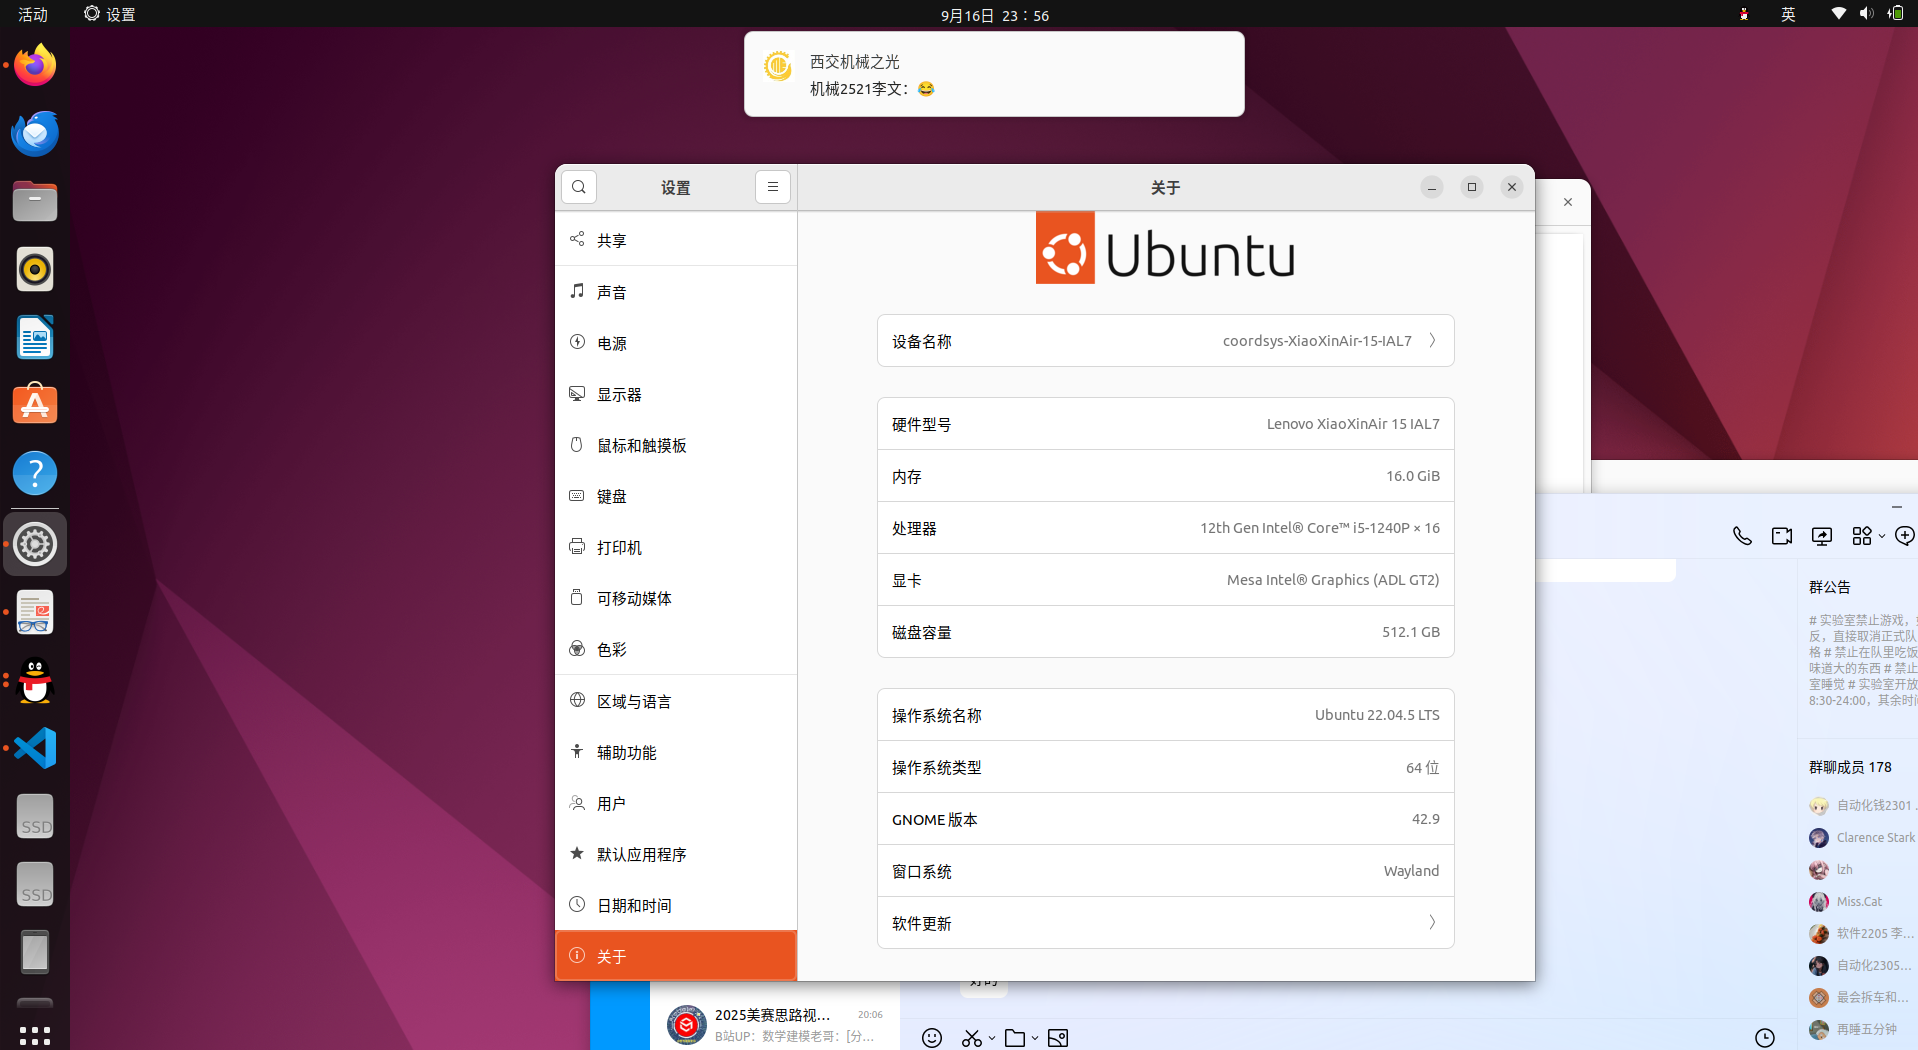 活动
设置
9月16日 23：56
英
西交机械之光
机械2521李文：😂
设置
关于
共享
声音
电源
显示器
鼠标和触摸板
键盘
打印机
可移动媒体
色彩
区域与语言
辅助功能
用户
默认应用程序
日期和时间
关于
Ubuntu
设备名称 coordsys-XiaoXinAir-15-IAL7
硬件型号 Lenovo XiaoXinAir 15 IAL7
内存 16.0 GiB
处理器 12th Gen Intel® Core™ i5-1240P × 16
显卡 Mesa Intel® Graphics (ADL GT2)
磁盘容量 512.1 GB
操作系统名称 Ubuntu 22.04.5 LTS
操作系统类型 64 位
GNOME 版本 42.9
窗口系统 Wayland
软件更新
SSD
SSD
群公告
# 实验室禁止游戏，
反，直接取消正式队
格 # 禁止在队里吃饭
味道大的东西 # 禁止
室睡觉 # 实验室开放
8:30-24:00，其余时间
群聊成员 178
自动化钱2301 .
Clarence Stark
lzh
Miss.Cat
软件2205 李...
自动化2305...
最会拆车和...
再睡五分钟
2025美赛思路视... 20:06
B站UP：数学建模老哥：[分...